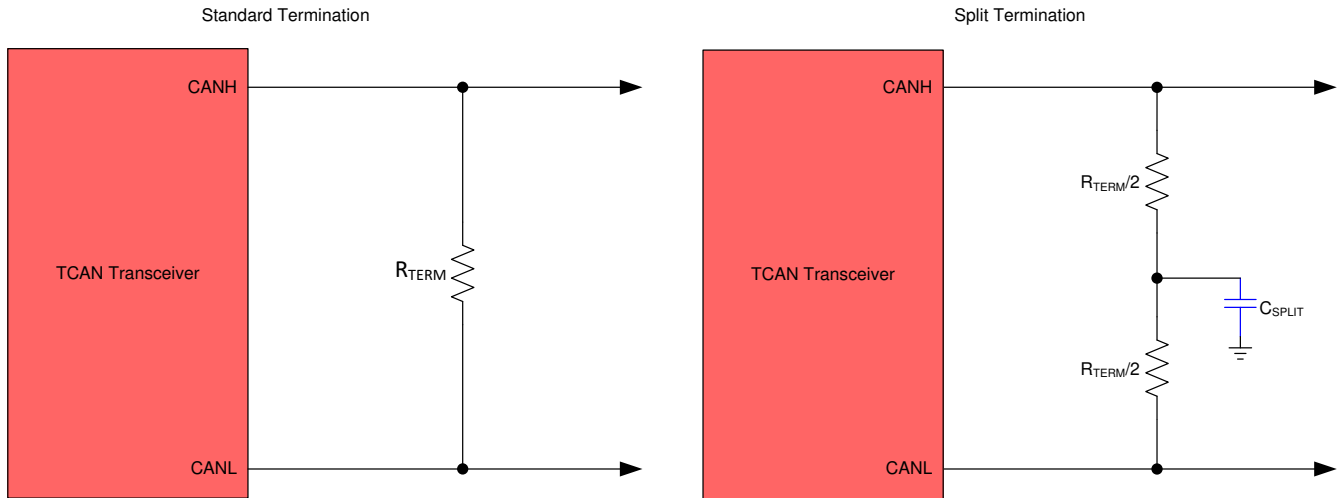 Standard Termination
Split Termination
CANH
TCAN Transceiver
RTERM
CANL
CANH
RTERM/2
TCAN Transceiver
CSPLIT
RTERM/2
CANL